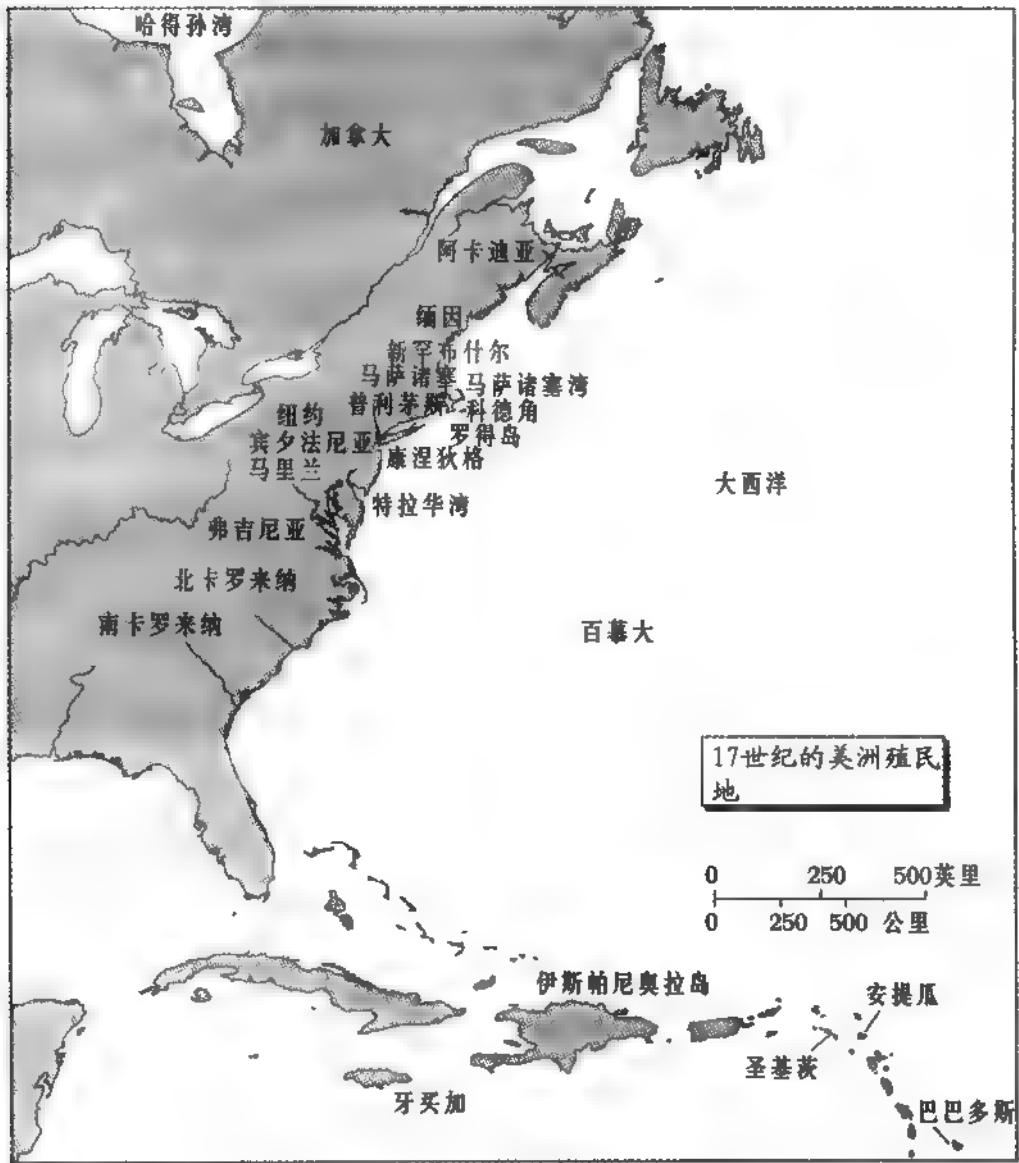 哈得孙湾
加拿大
阿卡迪亚
缅因
新罕布什尔
马萨诸塞
马萨诸塞湾
普利茅斯
科德角
纽约
罗得岛
宾夕法尼亚
康涅狄格
马里兰
大西洋
特拉华湾
弗吉尼亚
北卡罗来纳
南卡罗来纳
百慕大
17世纪的美洲殖民
地
0 250 500英里
0 250 500 公里
伊斯帕尼奥拉岛
安提瓜
圣基茨
牙买加
巴巴多斯